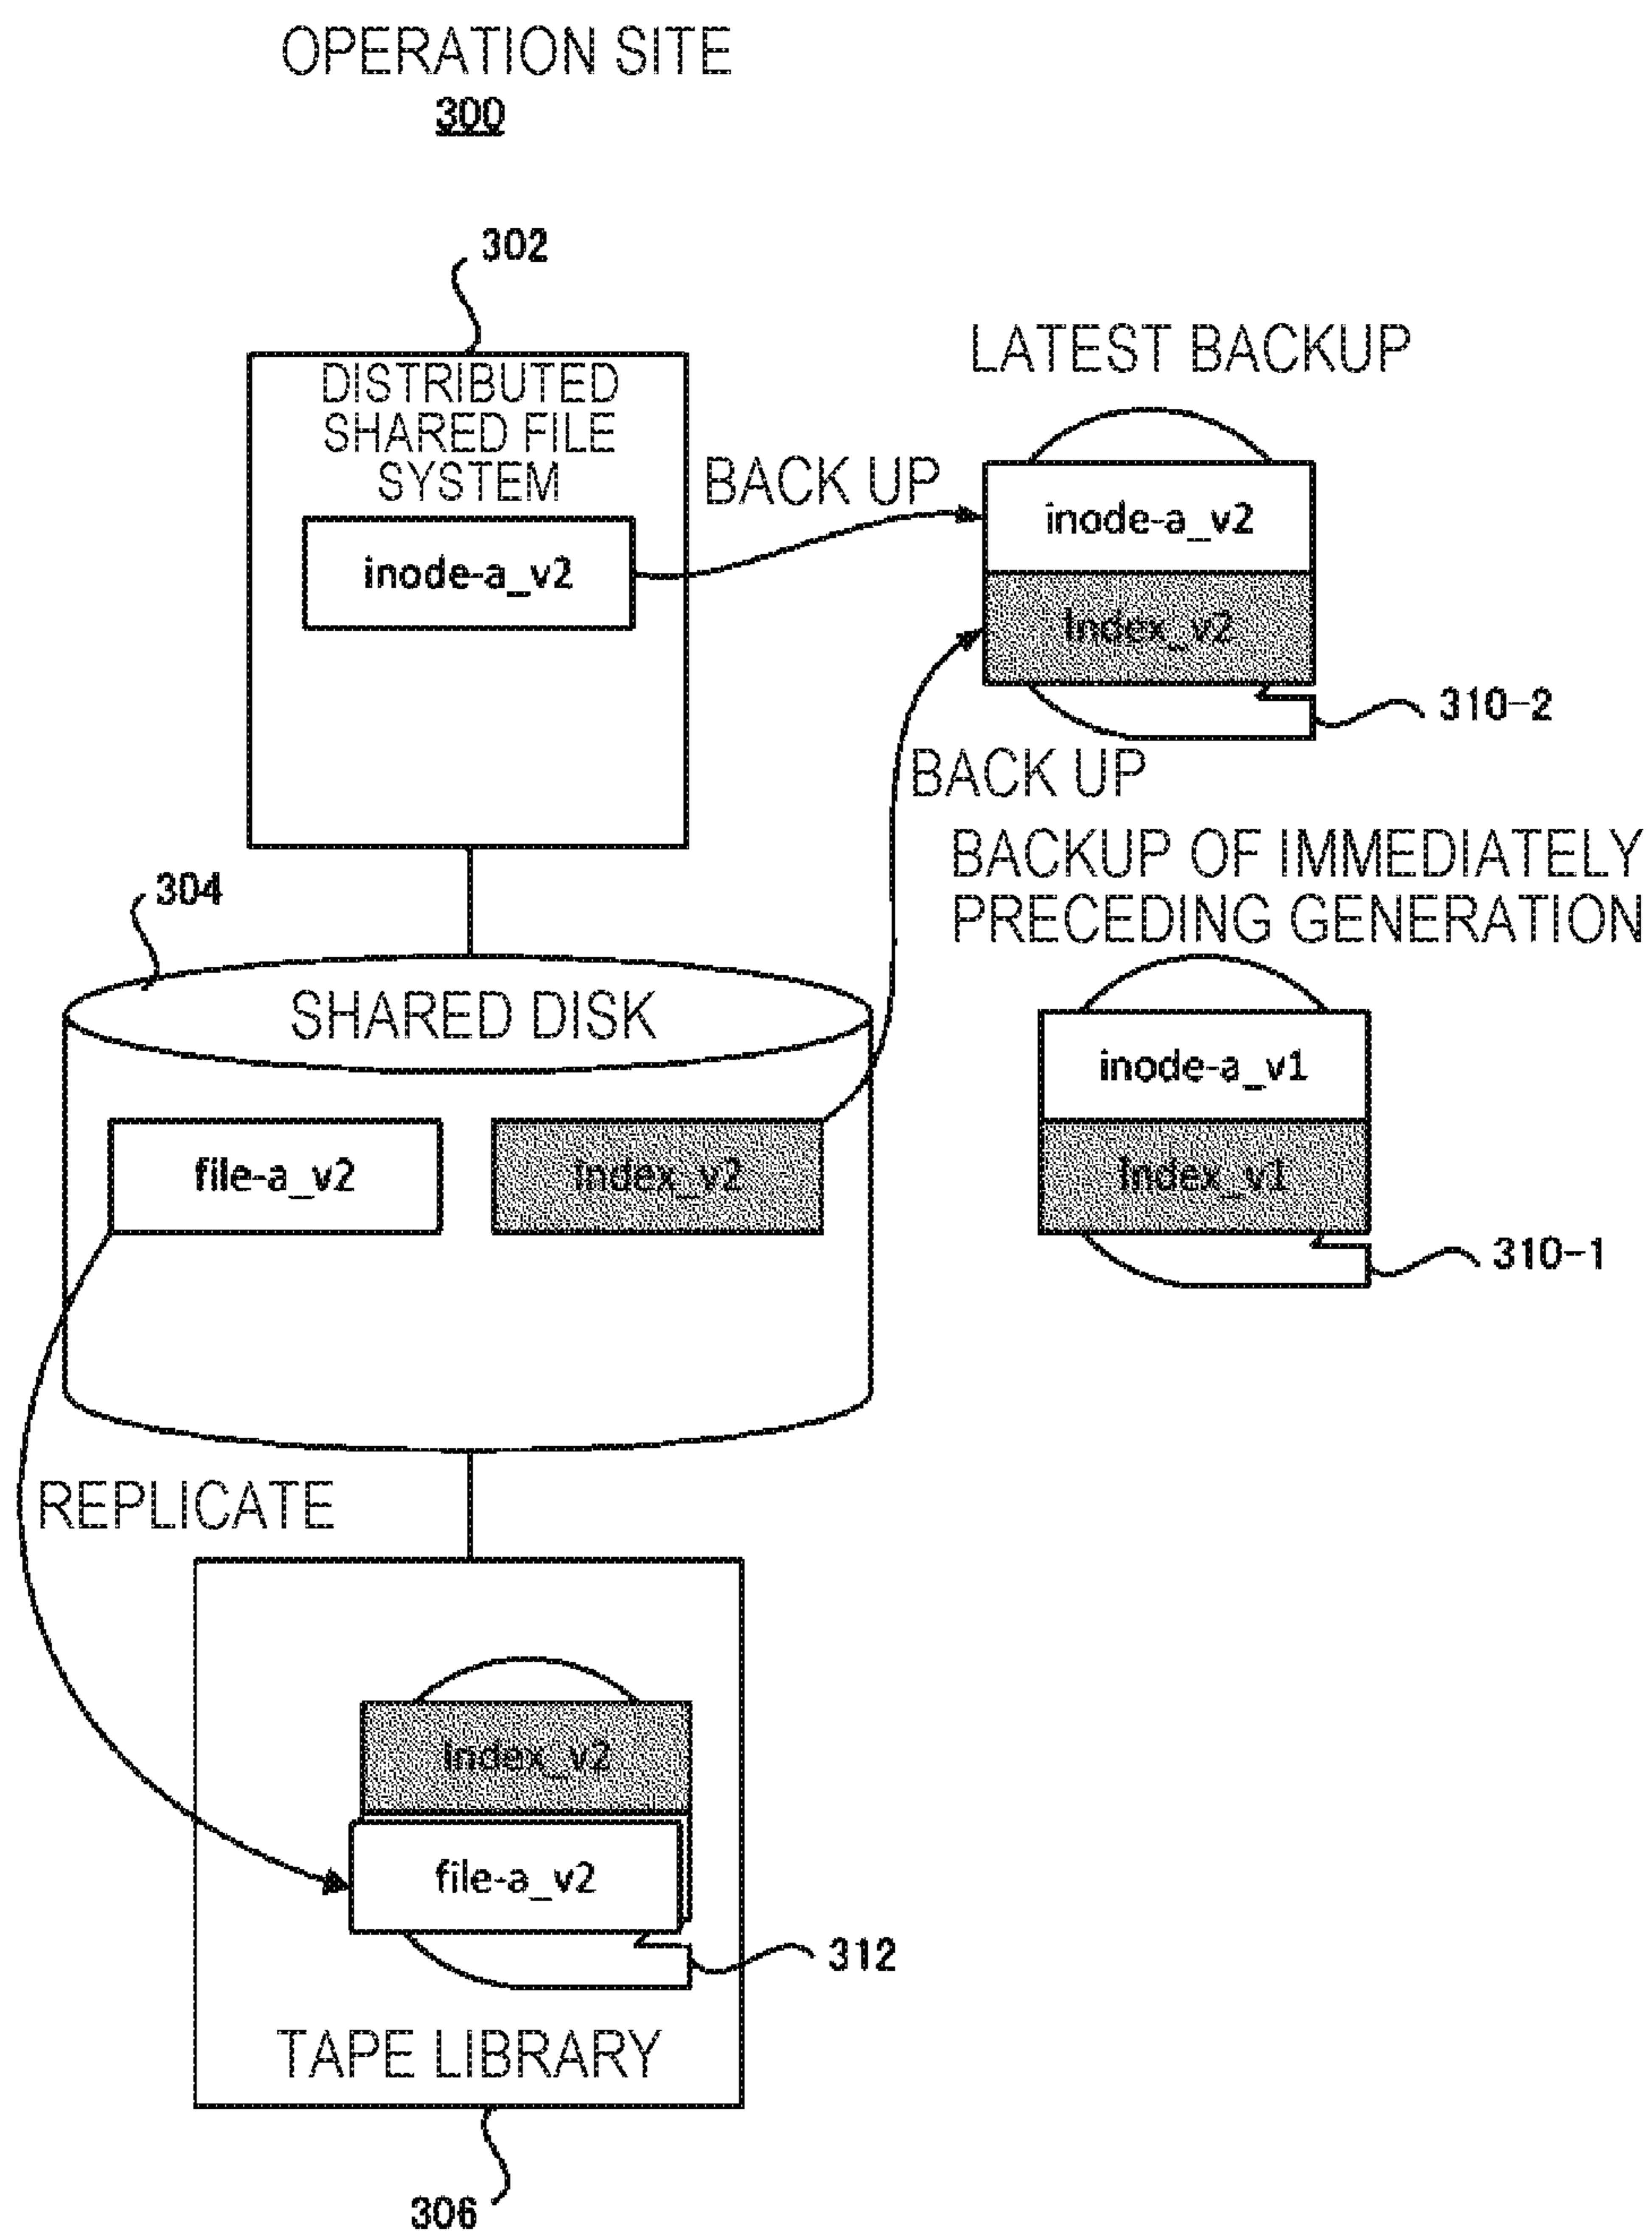 OPERATION SITE
300
302
DISTRIBUTED
SHARED FILE
SYSTEM
inode-a_v2
BACK UP
LATEST BACKUP
inode-a_v2
Index_v2
310-2
BACK UP
BACKUP OF IMMEDIATELY
PRECEDING GENERATION
inode-a_v1
Index_v1
310-1
304
SHARED DISK
file-a_v2
Index_v2
REPLICATE
Index_v2
file-a_v2
312
TAPE LIBRARY
306